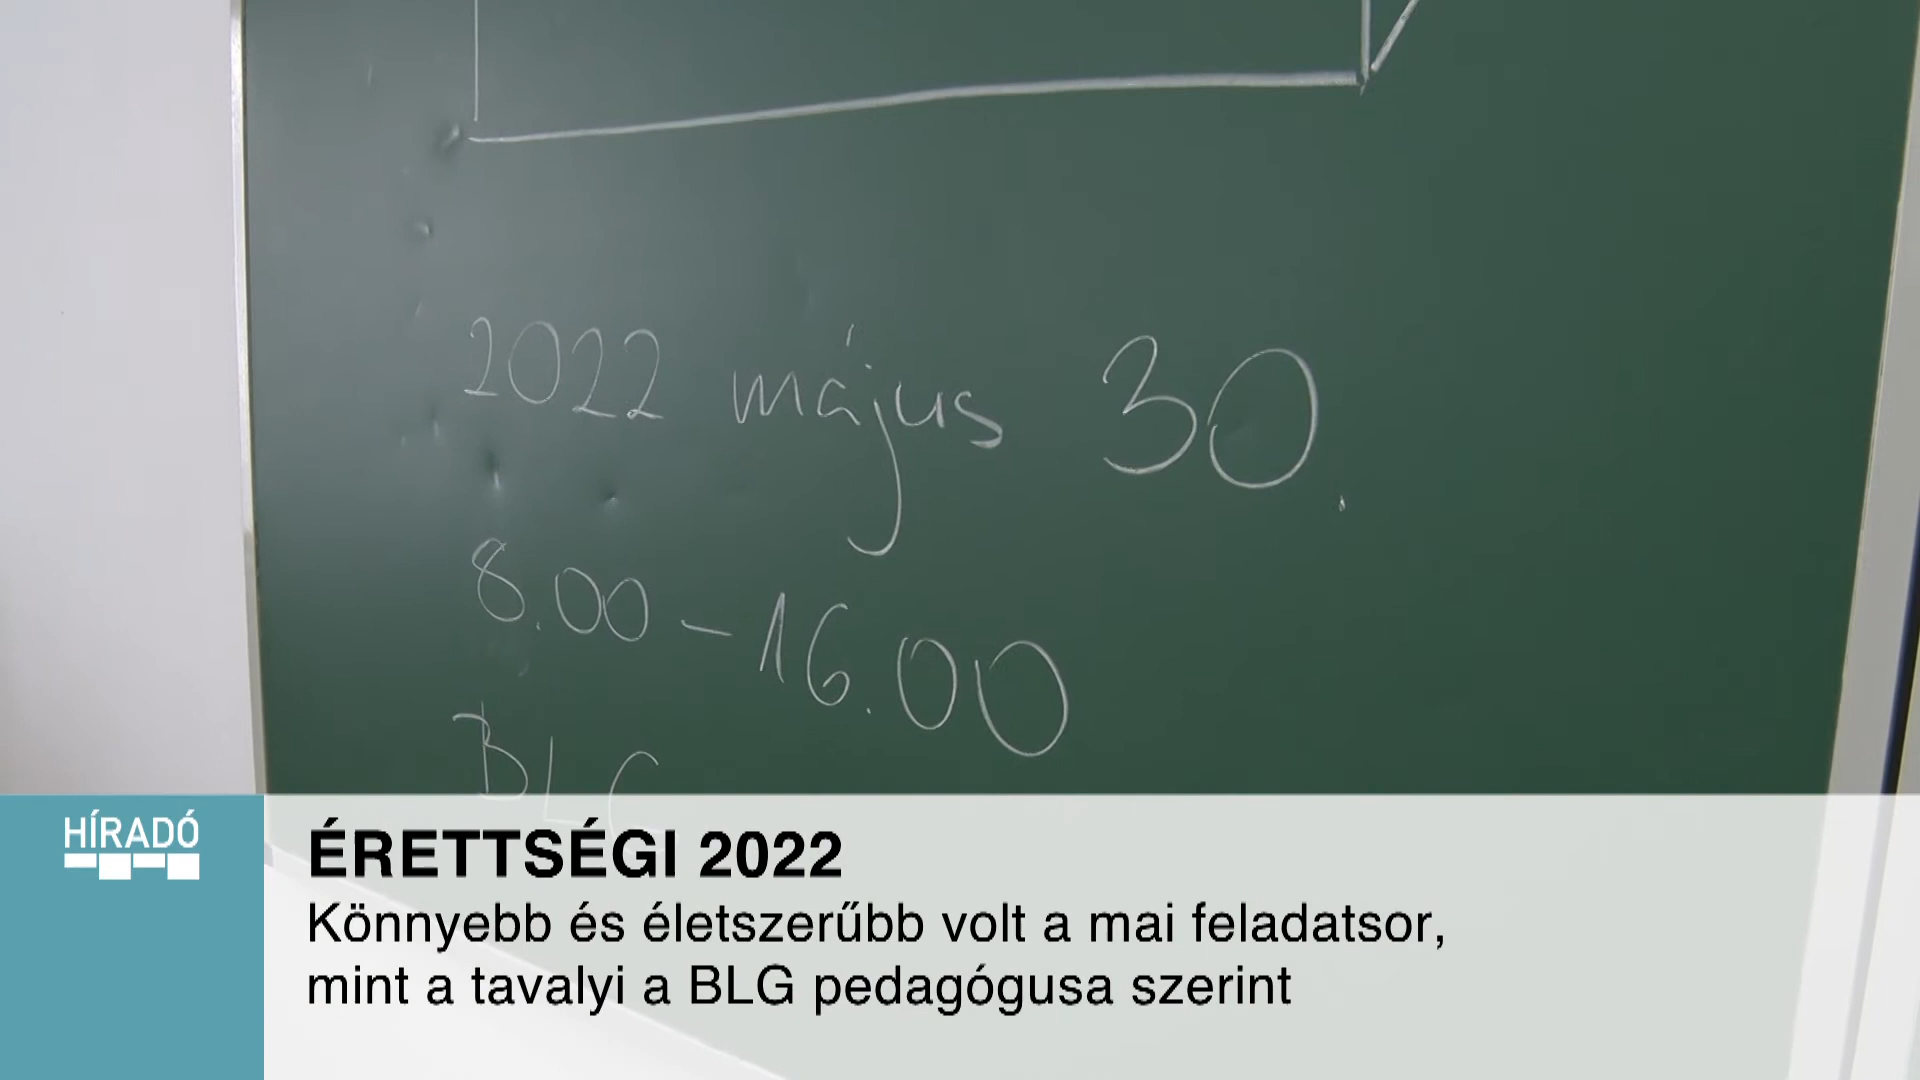 2022 május 30.
8.00 – 16.00
BLG
HÍRADÓ
ÉRETTSÉGI 2022
Könnyebb és életszerűbb volt a mai feladatsor,
mint a tavalyi a BLG pedagógusa szerint